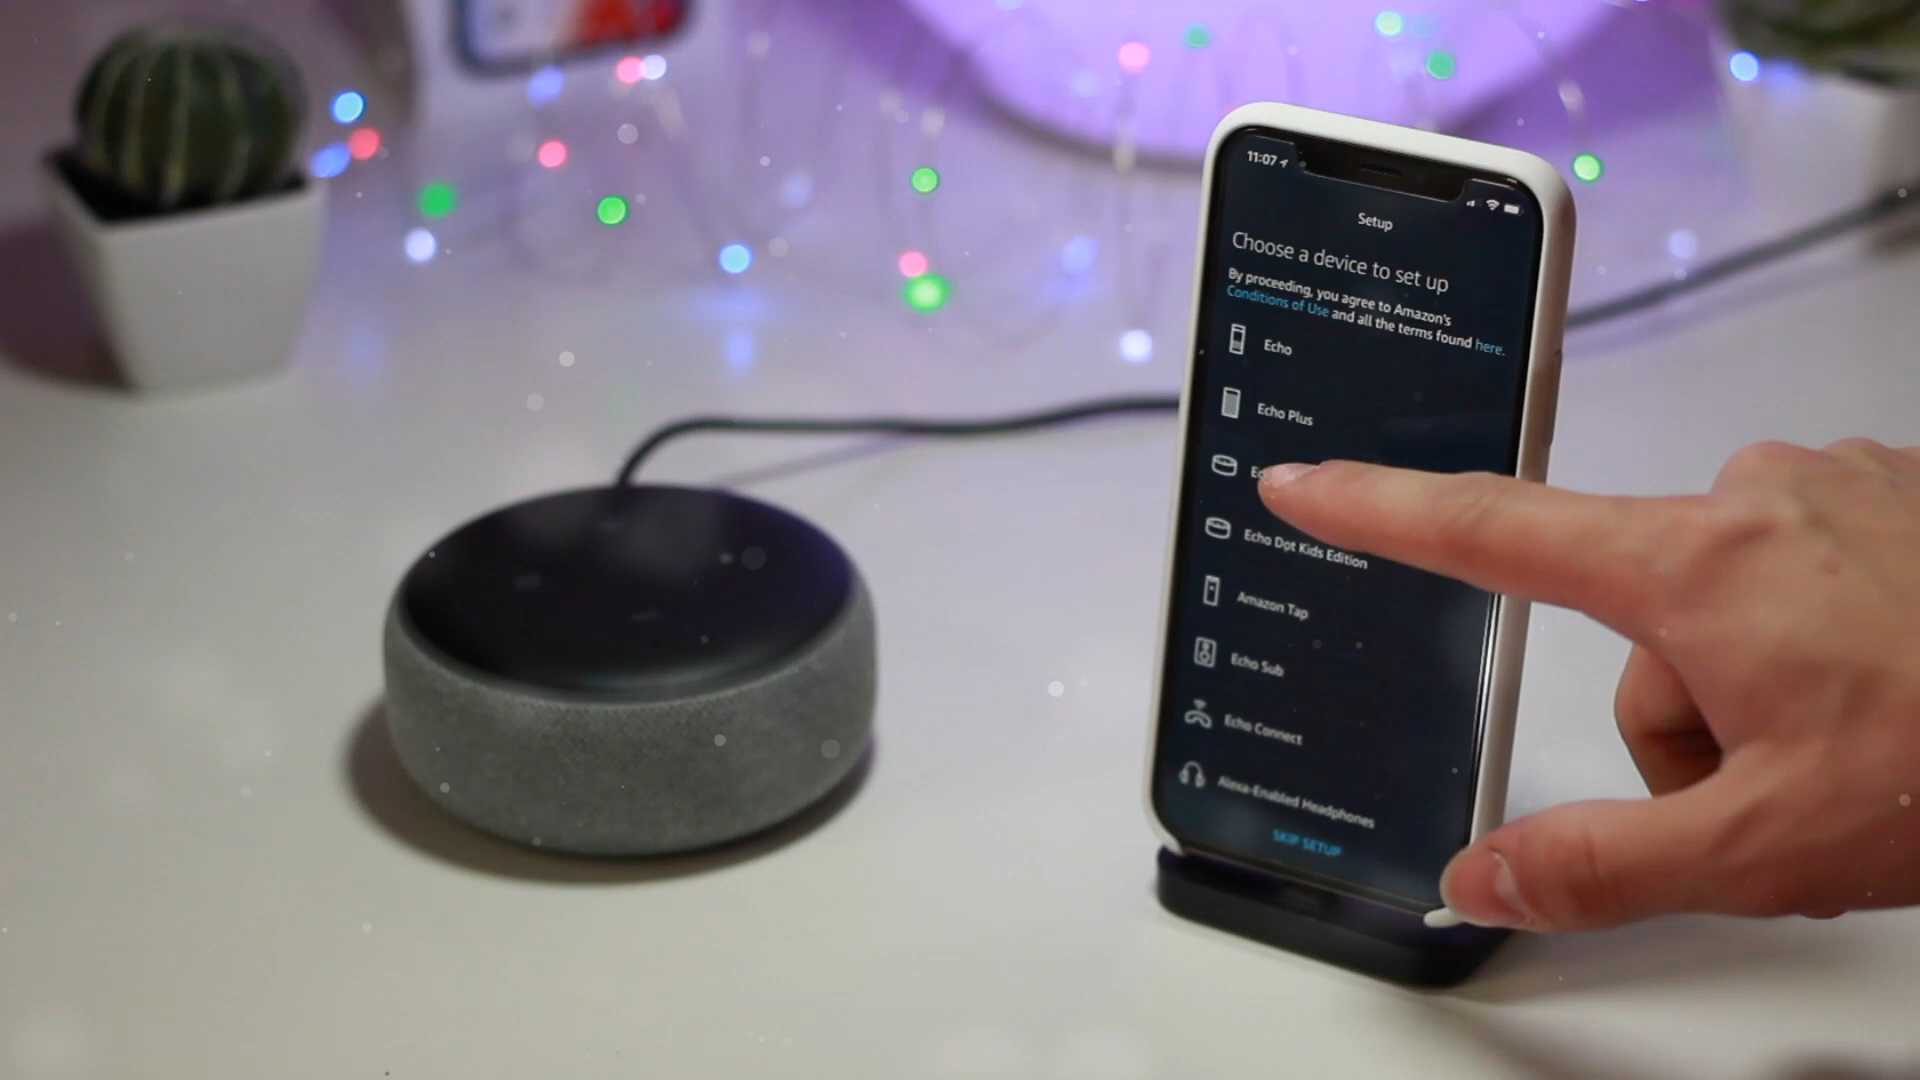 11:07
Setup
Choose a device to set up
By proceeding, you agree to Amazon's
Conditions of Use and all the terms found here.
Echo
Echo Plus
Echo Dot Kids Edition
Amazon Tap
Echo Sub
Echo Connect
Alexa-Enabled Headphones
SKIP SETUP